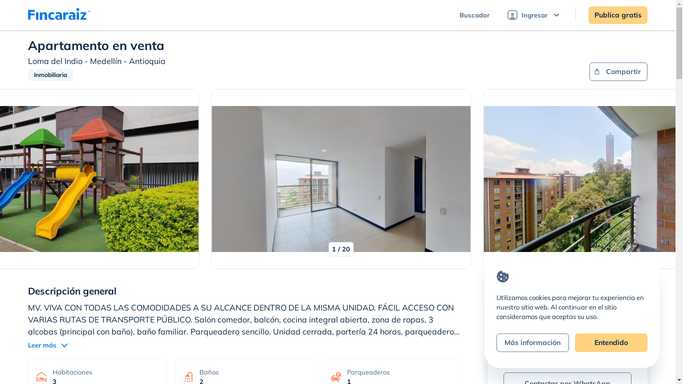 Fincaraiz
Buscador
Ingresar
Publica gratis
Apartamento en venta
Loma del Indio - Medellín - Antioquia
Inmobiliaria
Compartir
1 / 20
Descripción general
MV. VIVA CON TODAS LAS COMODIDADES A SU ALCANCE DENTRO DE LA MISMA UNIDAD. FÁCIL ACCESO CON
VARIAS RUTAS DE TRANSPORTE PÚBLICO. Salón comedor, balcón, cocina integral abierta, zona de ropas, 3
alcobas (principal con baño), baño familiar. Parqueadero sencillo. Unidad cerrada, portería 24 horas, parqueadero...
Leer más
Habitaciones
3
Baños
2
Parqueaderos
1
Utilizamos cookies para mejorar tu experiencia en
nuestro sitio web. Al continuar en el sitio
consideramos que aceptas su uso.
Más información
Entendido
Contactar por WhatsApp